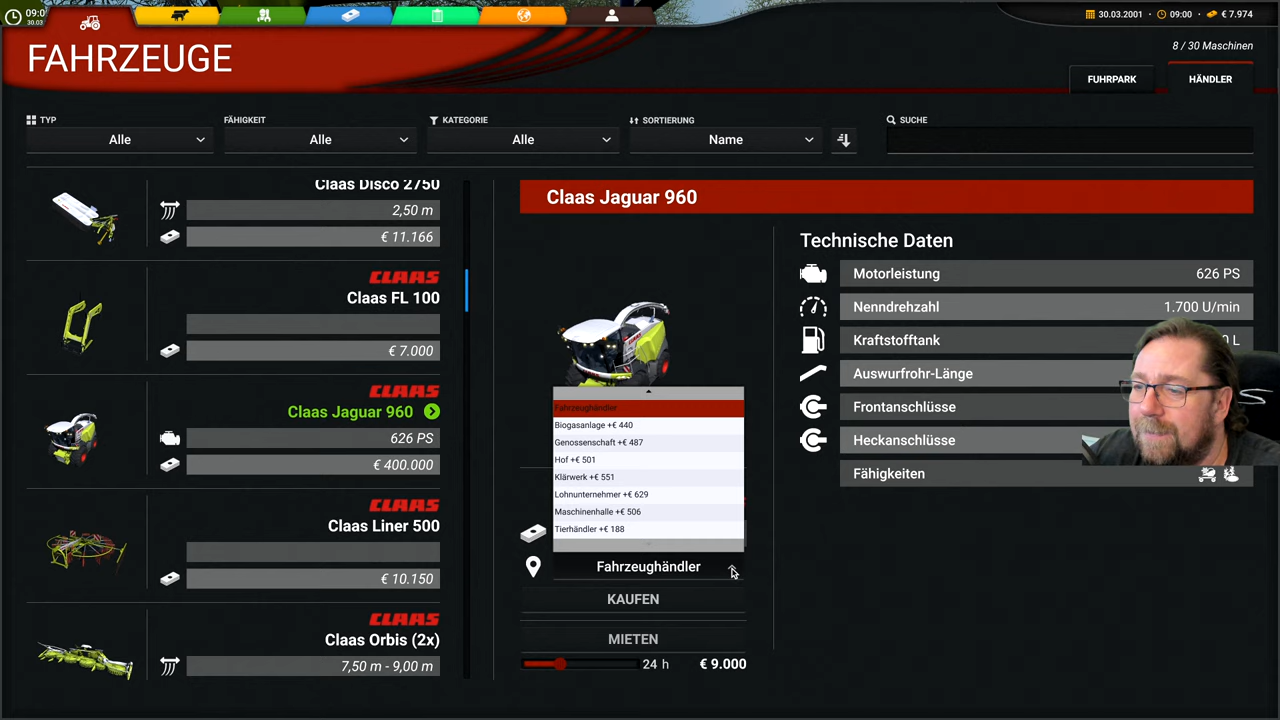 09:0
30.03
30.03.2001 • 09:00 • € 7.974
FAHRZEUGE
8 / 30 Maschinen
FUHRPARK
HÄNDLER
TYP
Alle
FÄHIGKEIT
Alle
KATEGORIE
Alle
SORTIERUNG
Name
SUCHE
Claas Disco 2750
2,50 m
€ 11.166
CLAAS
Claas FL 100
€ 7.000
CLAAS
Claas Jaguar 960
626 PS
€ 400.000
CLAAS
Claas Liner 500
€ 10.150
CLAAS
Claas Orbis (2x)
7,50 m - 9,00 m
Claas Jaguar 960
Fahrzeughändler
Biogasanlage +€ 440
Genossenschaft +€ 487
Hof +€ 501
Klärwerk +€ 551
Lohnunternehmer +€ 629
Maschinenhalle +€ 506
Tierhändler +€ 188
Fahrzeughändler
KAUFEN
MIETEN
24 h
€ 9.000
Technische Daten
Motorleistung 626 PS
Nenndrehzahl 1.700 U/min
Kraftstofftank 0 L
Auswurfrohr-Länge
Frontanschlüsse
Heckanschlüsse
Fähigkeiten